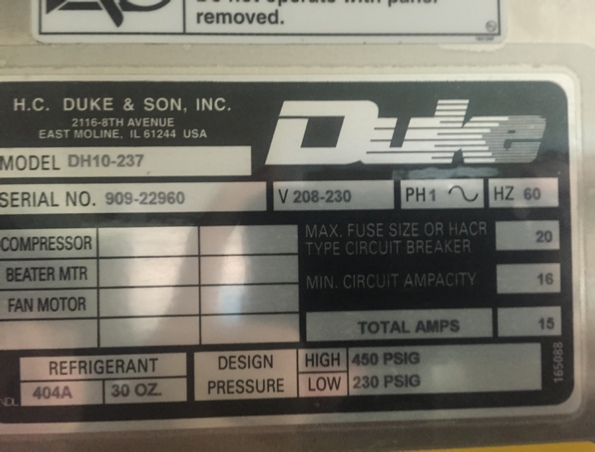 removed.
H.C. DUKE & SON, INC.
2116-8TH AVENUE
EAST MOLINE, IL 61244 USA
Duke
MODEL DH10-237
SERIAL NO. 909-22960
V 208-230
PH 1
HZ 60
COMPRESSOR
BEATER MTR
FAN MOTOR
MAX. FUSE SIZE OR HACR
TYPE CIRCUIT BREAKER
20
MIN. CIRCUIT AMPACITY
16
TOTAL AMPS
15
REFRIGERANT
404A
30 OZ.
DESIGN
PRESSURE
HIGH 450 PSIG
LOW 230 PSIG
165088